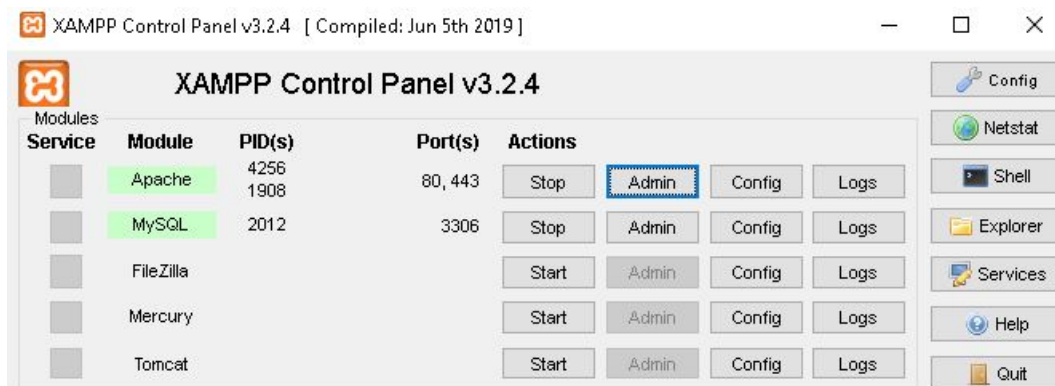 XAMPP Control Panel v3.2.4 [ Compiled: Jun 5th 2019 ]
XAMPP Control Panel v3.2.4
Config
Modules
Service Module PID(s) Port(s) Actions
Netstat
Apache 4256 1908 80, 443 Stop Admin Config Logs
Shell
MySQL 2012 3306 Stop Admin Config Logs
Explorer
FileZilla Start Admin Config Logs
Services
Mercury Start Admin Config Logs
Help
Tomcat Start Admin Config Logs
Quit